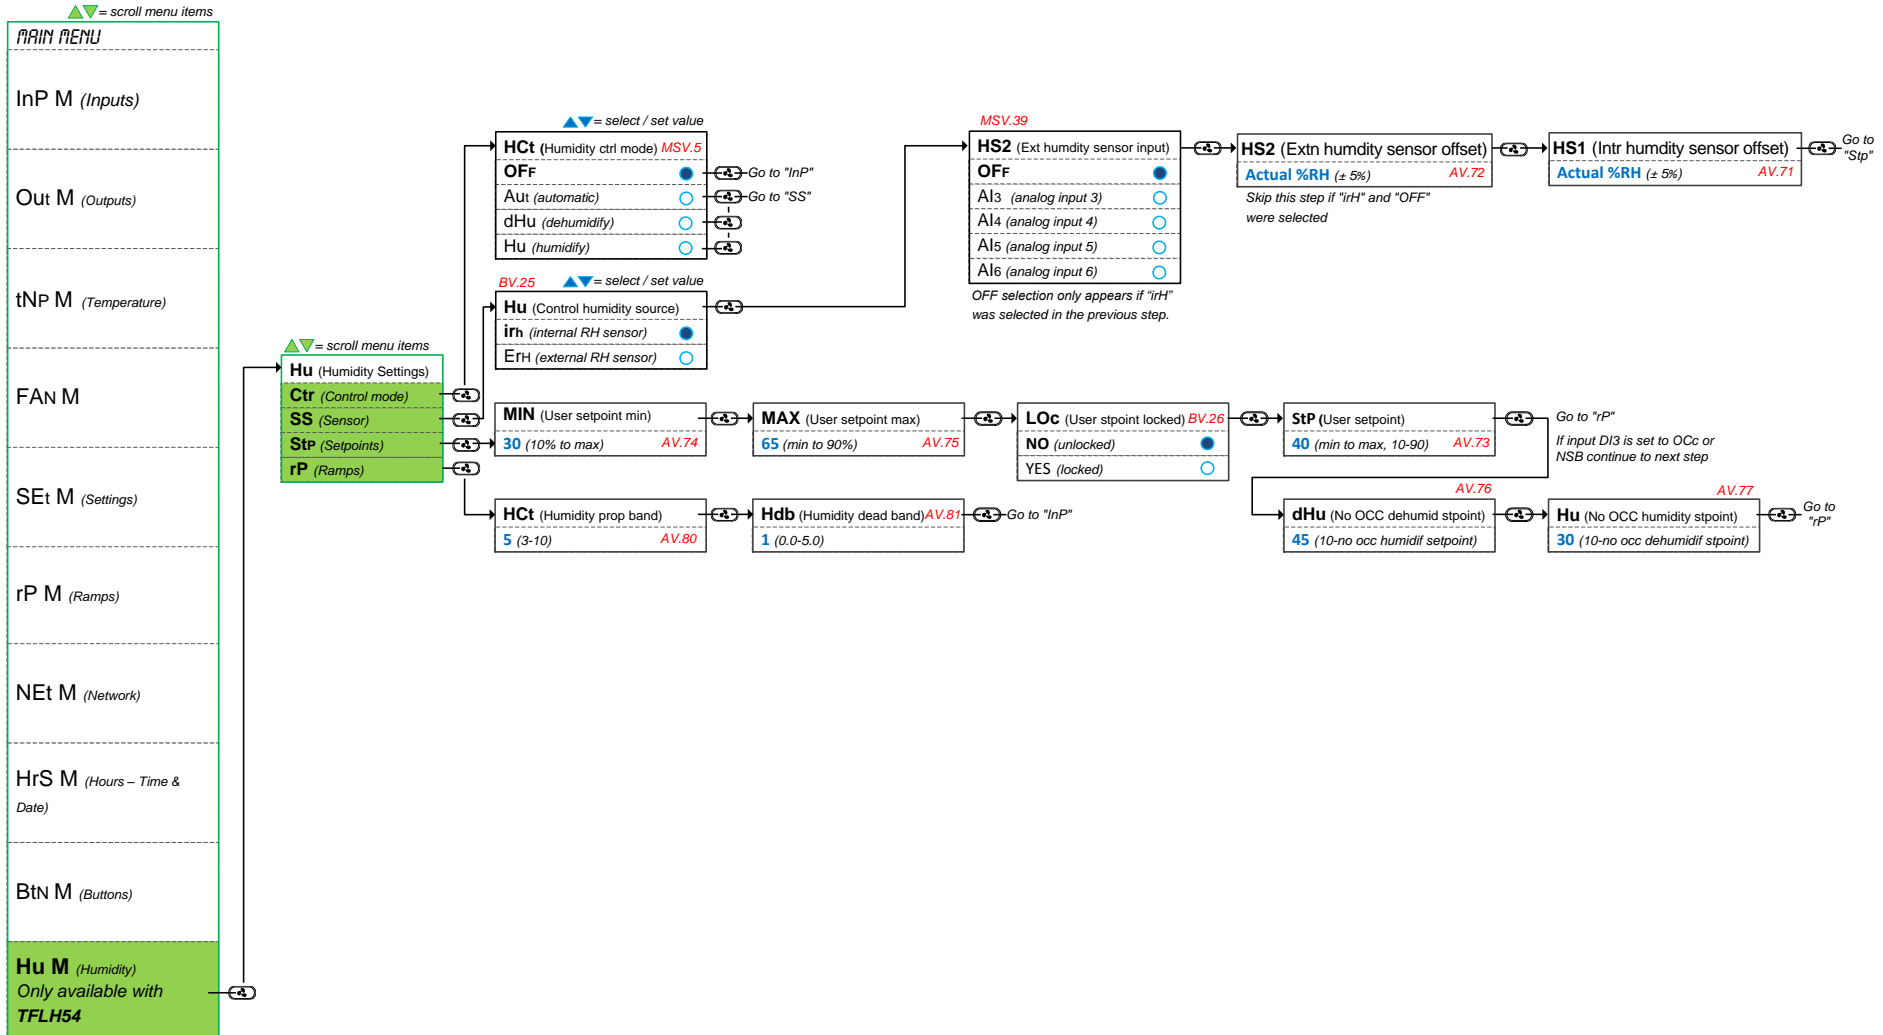 = scroll menu items
MAIN MENU
InP M (Inputs)
Out M (Outputs)
tNP M (Temperature)
FAN M
SEt M (Settings)
rP M (Ramps)
NEt M (Network)
HrS M (Hours – Time &
Date)
BtN M (Buttons)
Hu M (Humidity)
Only available with
TFLH54
= scroll menu items
Hu (Humidity Settings)
Ctr (Control mode)
SS (Sensor)
StP (Setpoints)
rP (Ramps)
= select / set value
HCt (Humidity ctrl mode) MSV.5
OFF
Go to "InP"
Aut (automatic)
Go to "SS"
dHu (dehumidify)
Hu (humidify)
BV.25
= select / set value
Hu (Control humidity source)
irh (internal RH sensor)
ErH (external RH sensor)
MSV.39
HS2 (Ext humdity sensor input)
OFF
AI3 (analog input 3)
AI4 (analog input 4)
AI5 (analog input 5)
AI6 (analog input 6)
OFF selection only appears if "irH"
was selected in the previous step.
HS2 (Extn humdity sensor offset)
Actual %RH (± 5%) AV.72
Skip this step if "irH" and "OFF"
were selected
HS1 (Intr humdity sensor offset)
Actual %RH (± 5%) AV.71
Go to
"Stp"
MIN (User setpoint min)
30 (10% to max) AV.74
MAX (User setpoint max)
65 (min to 90%) AV.75
LOc (User stpoint locked) BV.26
NO (unlocked)
YES (locked)
StP (User setpoint)
40 (min to max, 10-90) AV.73
Go to "rP"
If input DI3 is set to OCc or
NSB continue to next step
HCt (Humidity prop band)
5 (3-10) AV.80
Hdb (Humidity dead band) AV.81
1 (0.0-5.0)
Go to "InP"
AV.76
dHu (No OCC dehumid stpoint)
45 (10-no occ humidif setpoint)
AV.77
Hu (No OCC humidity stpoint)
30 (10-no occ dehumidif stpoint)
Go to
"rP"